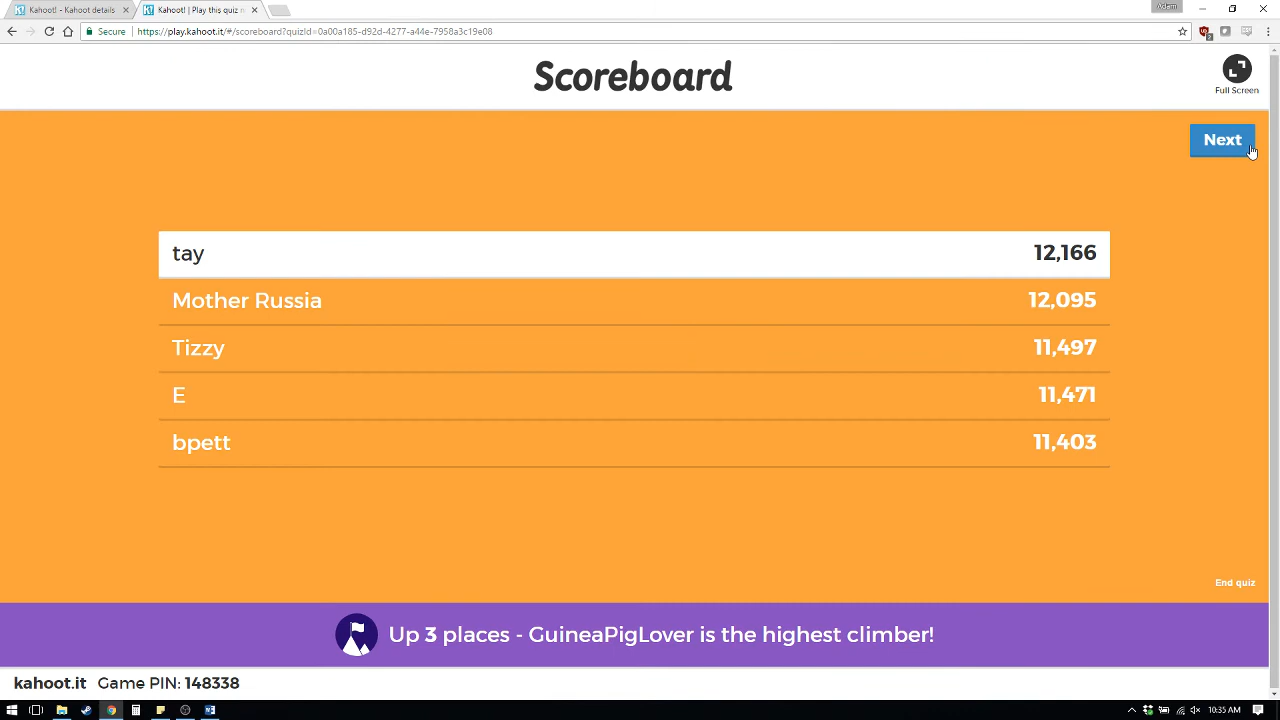 Kahoot! - Kahoot details
Kahoot! | Play this quiz n
Adam
Secure
https://play.kahoot.it/#/scoreboard?quizId=0a00a185-d92d-4277-a44e-7958a3c19e08
Scoreboard
Full Screen
Next
tay 12,166
Mother Russia 12,095
Tizzy 11,497
E 11,471
bpett 11,403
End quiz
Up 3 places - GuineaPigLover is the highest climber!
kahoot.it Game PIN: 148338
10:35 AM